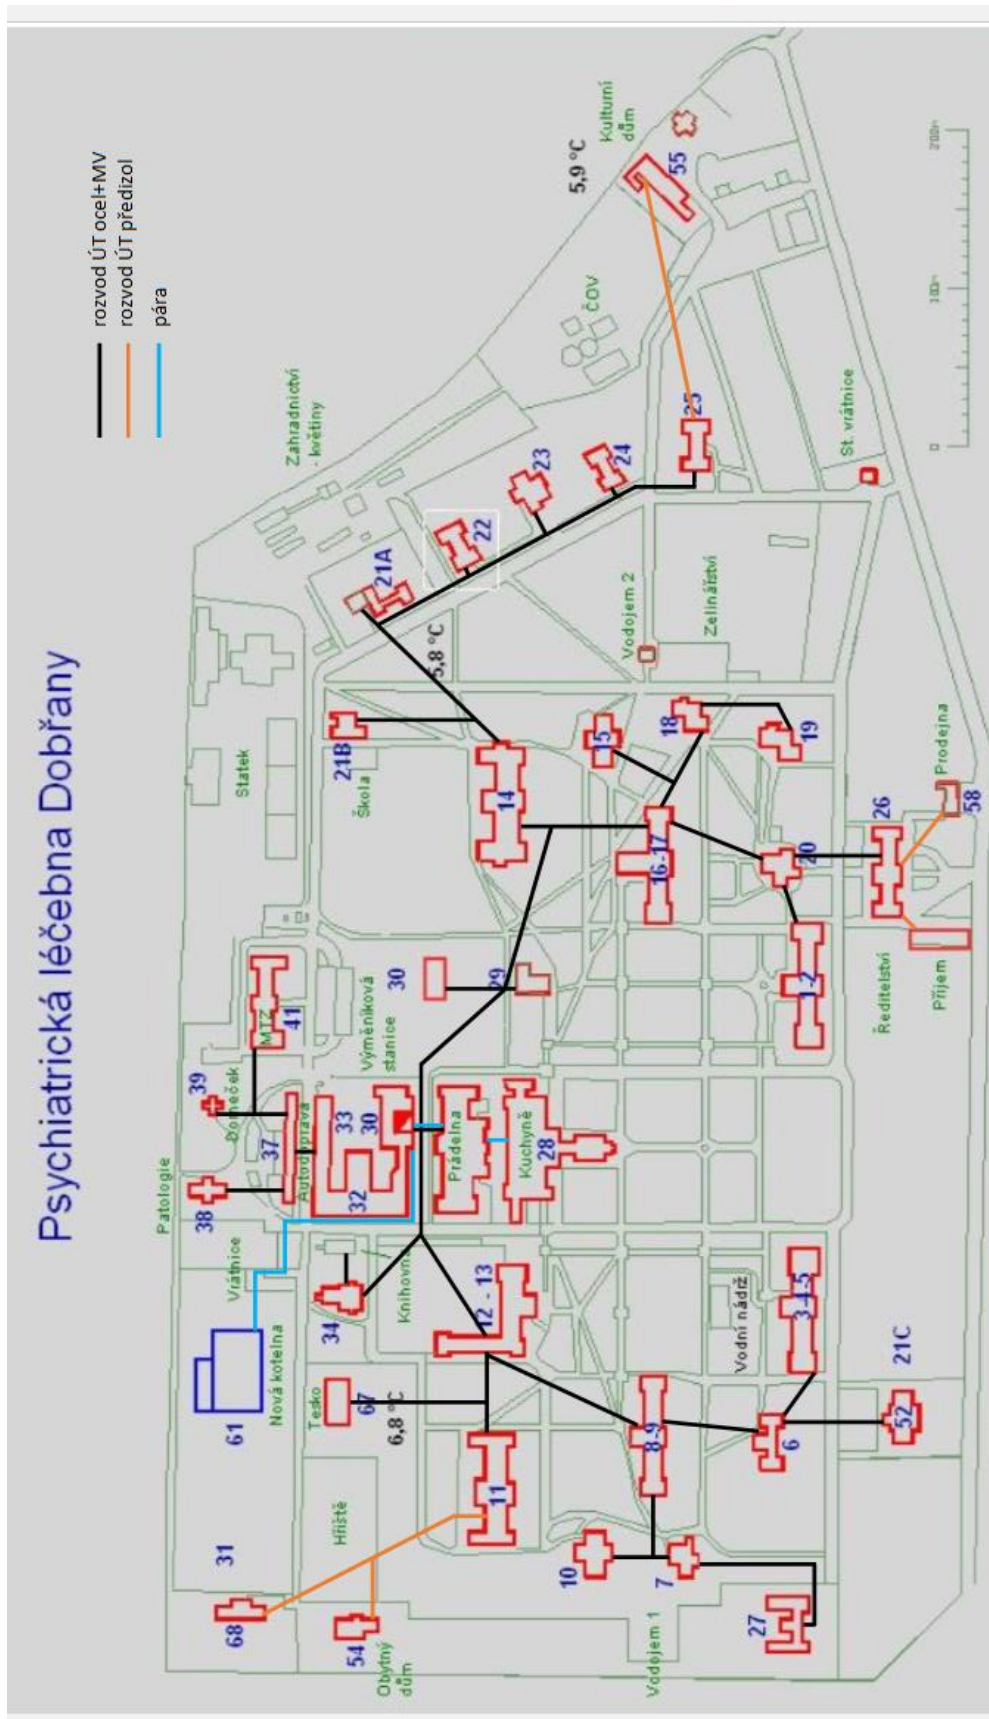 Psychiatrická léčebna Dobřany
rozvod ÚT ocel+MV
rozvod ÚT předizol
pára
Patologie
Vrátnice
Nová kotelna
61
31
68
54
Obytný
dům
Hřiště
Tesko
67
6,8 °C
38
39
Domeček
37
Autodoprava
33
30
32
34
Knihovna
MTZ
41
Výměníková
stanice
30
29
Statek
21B
Škola
21A
5,8 °C
Zahradnictví
- květiny
22
23
24
25
ČOV
5,9 °C
Kulturní
dům
55
Prádelna
Kuchyně
28
12 - 13
11
14
10
7
8-9
6
27
Vodojem 1
Vodní nádrž
3-4-5
52
21C
15
16-17
18
19
20
1-2
26
Vodojem 2
Zelinářství
St. vrátnice
Ředitelství
Příjem
Prodejna
58
0
100m
200m